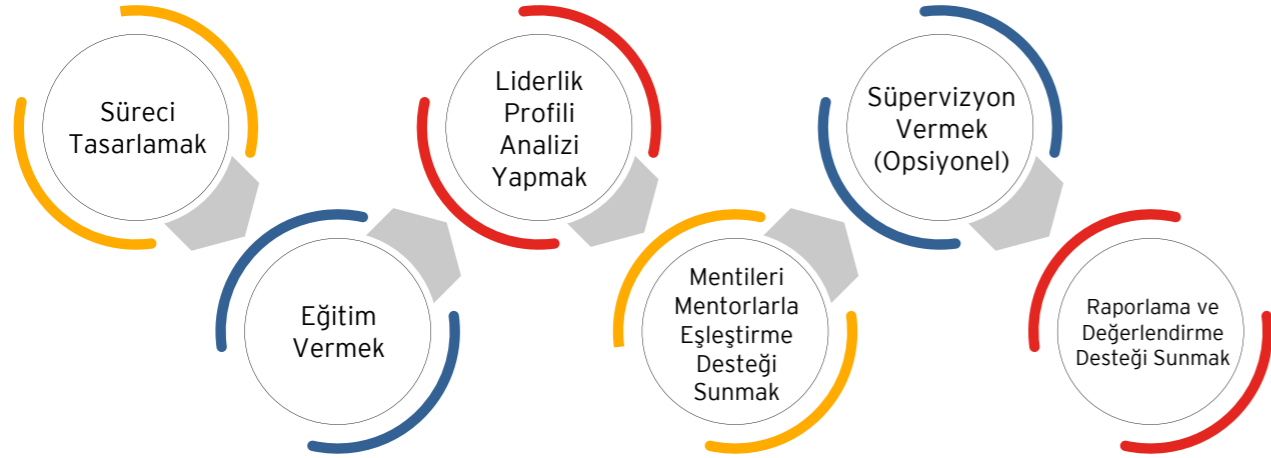 Süreci
Tasarlamak
Eğitim
Vermek
Liderlik
Profili
Analizi
Yapmak
Mentileri
Mentorlarla
Eşleştirme
Desteği
Sunmak
Süpervizyon
Vermek
(Opsiyonel)
Raporlama ve
Değerlendirme
Desteği Sunmak